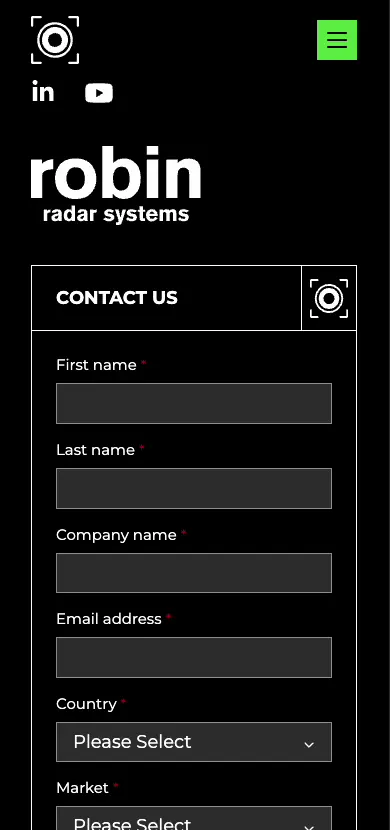 in
robin
radar systems
CONTACT US
First name *
Last name *
Company name *
Email address *
Country *
Please Select
Market *
Please Select